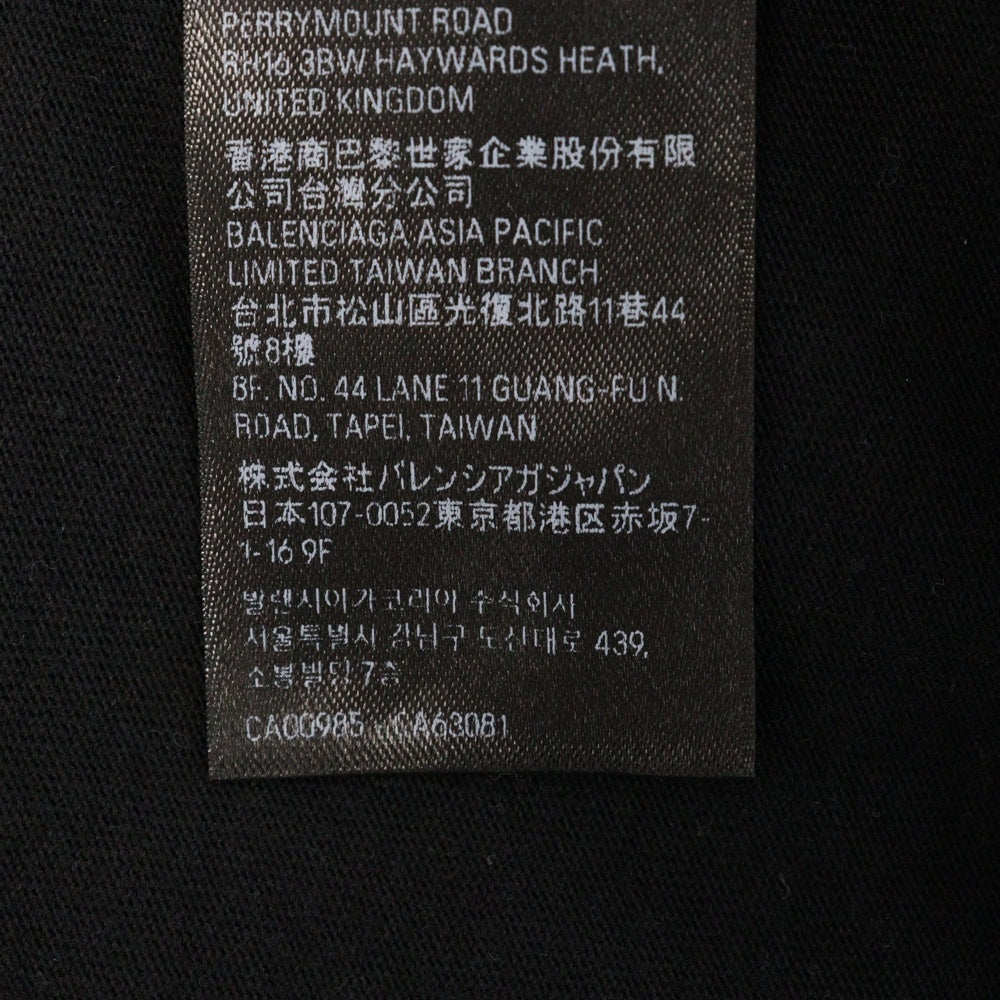 PERRYMOUNT ROAD
RH16 3BW HAYWARDS HEATH,
UNITED KINGDOM
香港商巴黎世家企業股份有限
公司台灣分公司
BALENCIAGA ASIA PACIFIC
LIMITED TAIWAN BRANCH
台北市松山區光復北路11巷44
號8樓
8F. NO. 44 LANE 11 GUANG-FU N.
ROAD, TAPEI, TAIWAN
株式会社バレンシアガジャパン
日本107-0052東京都港区赤坂7-
1-16 9F
발렌시아가코리아 주식회사
서울특별시 강남구 도산대로 439,
소봉빌딩 7층
CA00985 CA63081